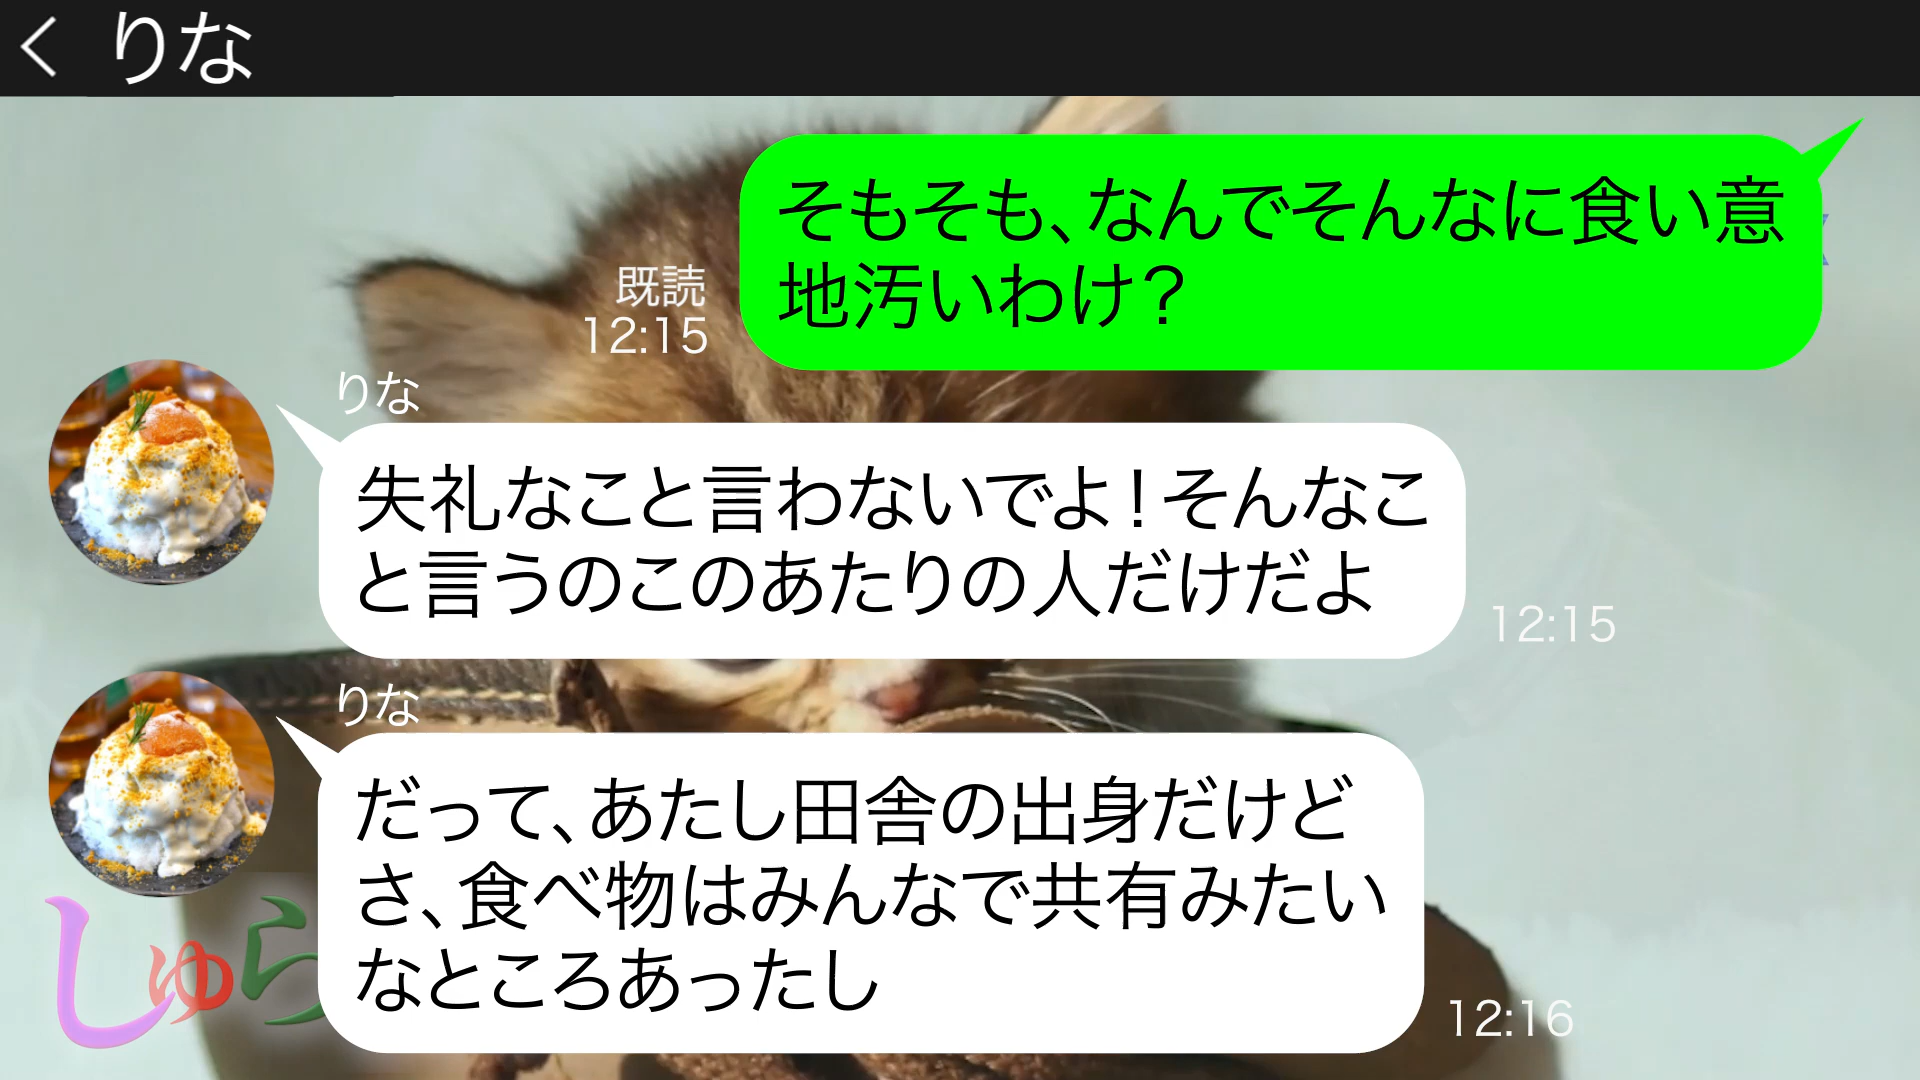 りな
そもそも、なんでそんなに食い意
地汚いわけ？
既読
12:15
りな
失礼なこと言わないでよ！そんなこ
と言うのこのあたりの人だけだよ
12:15
りな
だって、あたし田舎の出身だけど
さ、食べ物はみんなで共有みたい
なところあったし
12:16
しゅら